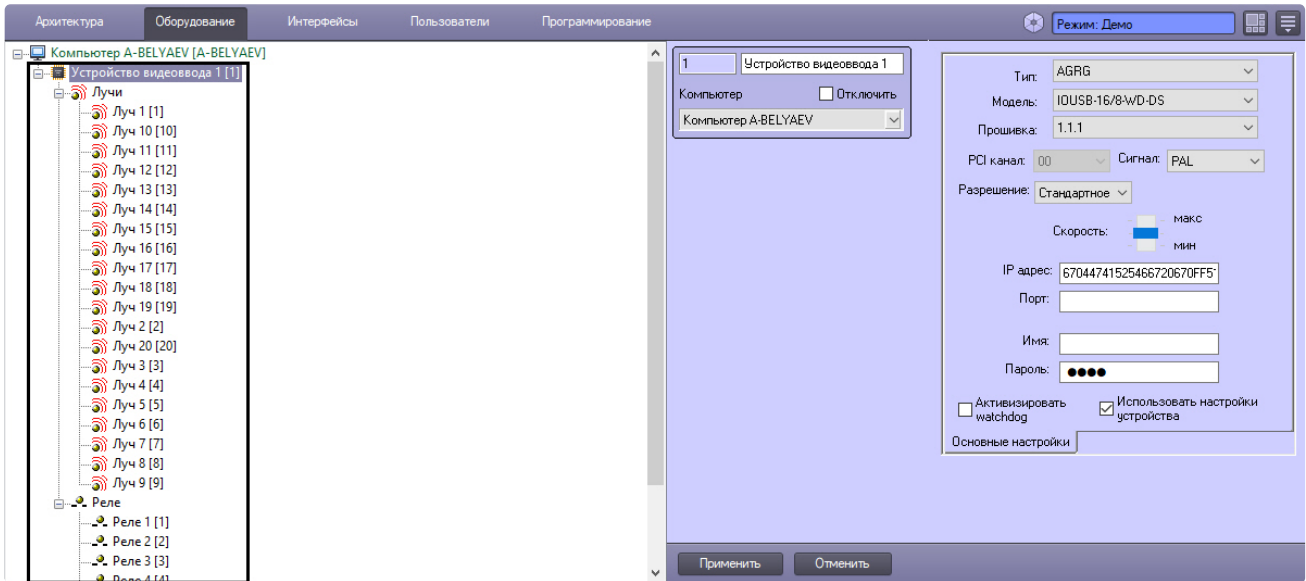 Архитектура Оборудование Интерфейсы Пользователи Программирование Режим: Демо
Компьютер A-BELYAEV [A-BELYAEV]
Устройство видеоввода 1 [1]
Лучи
Луч 1 [1]
Луч 10 [10]
Луч 11 [11]
Луч 12 [12]
Луч 13 [13]
Луч 14 [14]
Луч 15 [15]
Луч 16 [16]
Луч 17 [17]
Луч 18 [18]
Луч 19 [19]
Луч 2 [2]
Луч 20 [20]
Луч 3 [3]
Луч 4 [4]
Луч 5 [5]
Луч 6 [6]
Луч 7 [7]
Луч 8 [8]
Луч 9 [9]
Реле
Реле 1 [1]
Реле 2 [2]
Реле 3 [3]
Реле 4 [4]
1 Устройство видеоввода 1
Компьютер Отключить
Компьютер A-BELYAEV
Тип: AGRG
Модель: IOUSB-16/8-WD-DS
Прошивка: 1.1.1
PCI канал: 00 Сигнал: PAL
Разрешение: Стандартное
макс
Скорость:
мин
IP адрес: 67044741525466720670FF5
Порт:
Имя:
Пароль:
Активизировать watchdog
Использовать настройки устройства
Основные настройки
Применить Отменить